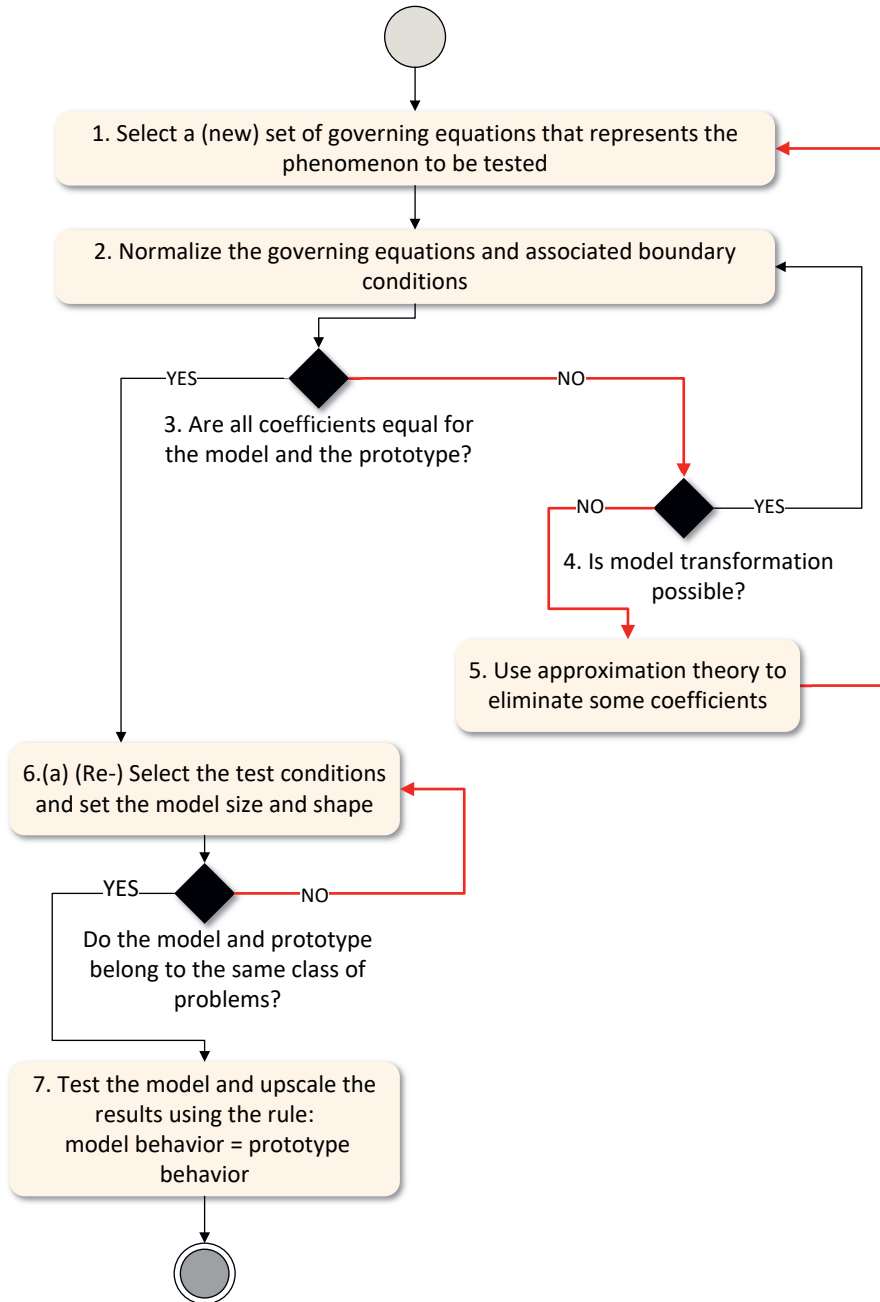 1. Select a (new) set of governing equations that represents the
phenomenon to be tested
2. Normalize the governing equations and associated boundary
conditions
YES
NO
3. Are all coefficients equal for
the model and the prototype?
NO
YES
4. Is model transformation
possible?
5. Use approximation theory to
eliminate some coefficients
6.(a) (Re-) Select the test conditions
and set the model size and shape
YES
NO
Do the model and prototype
belong to the same class of
problems?
7. Test the model and upscale the
results using the rule:
model behavior = prototype
behavior